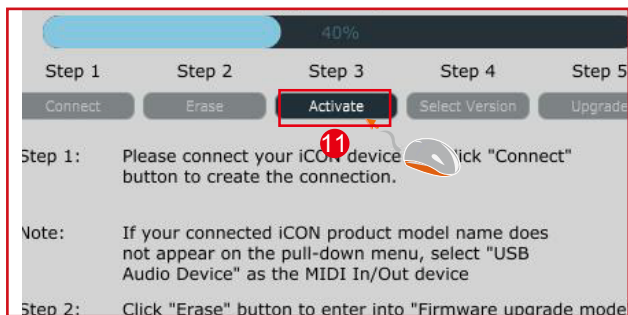 40%
Step 1 Step 2 Step 3 Step 4 Step 5
Connect Erase Activate Select Version Upgrade
11
Step 1: Please connect your iCON device ick "Connect"
button to create the connection.
Note: If your connected iCON product model name does
not appear on the pull-down menu, select "USB
Audio Device" as the MIDI In/Out device
Step 2: Click "Erase" button to enter into "Firmware upgrade mode